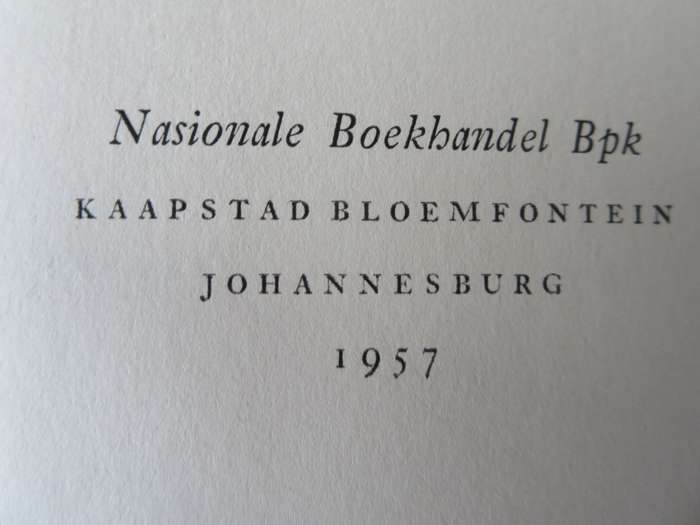 Nasionale Boekhandel Bpk
KAAPSTAD BLOEMFONTEIN
JOHANNESBURG
1957